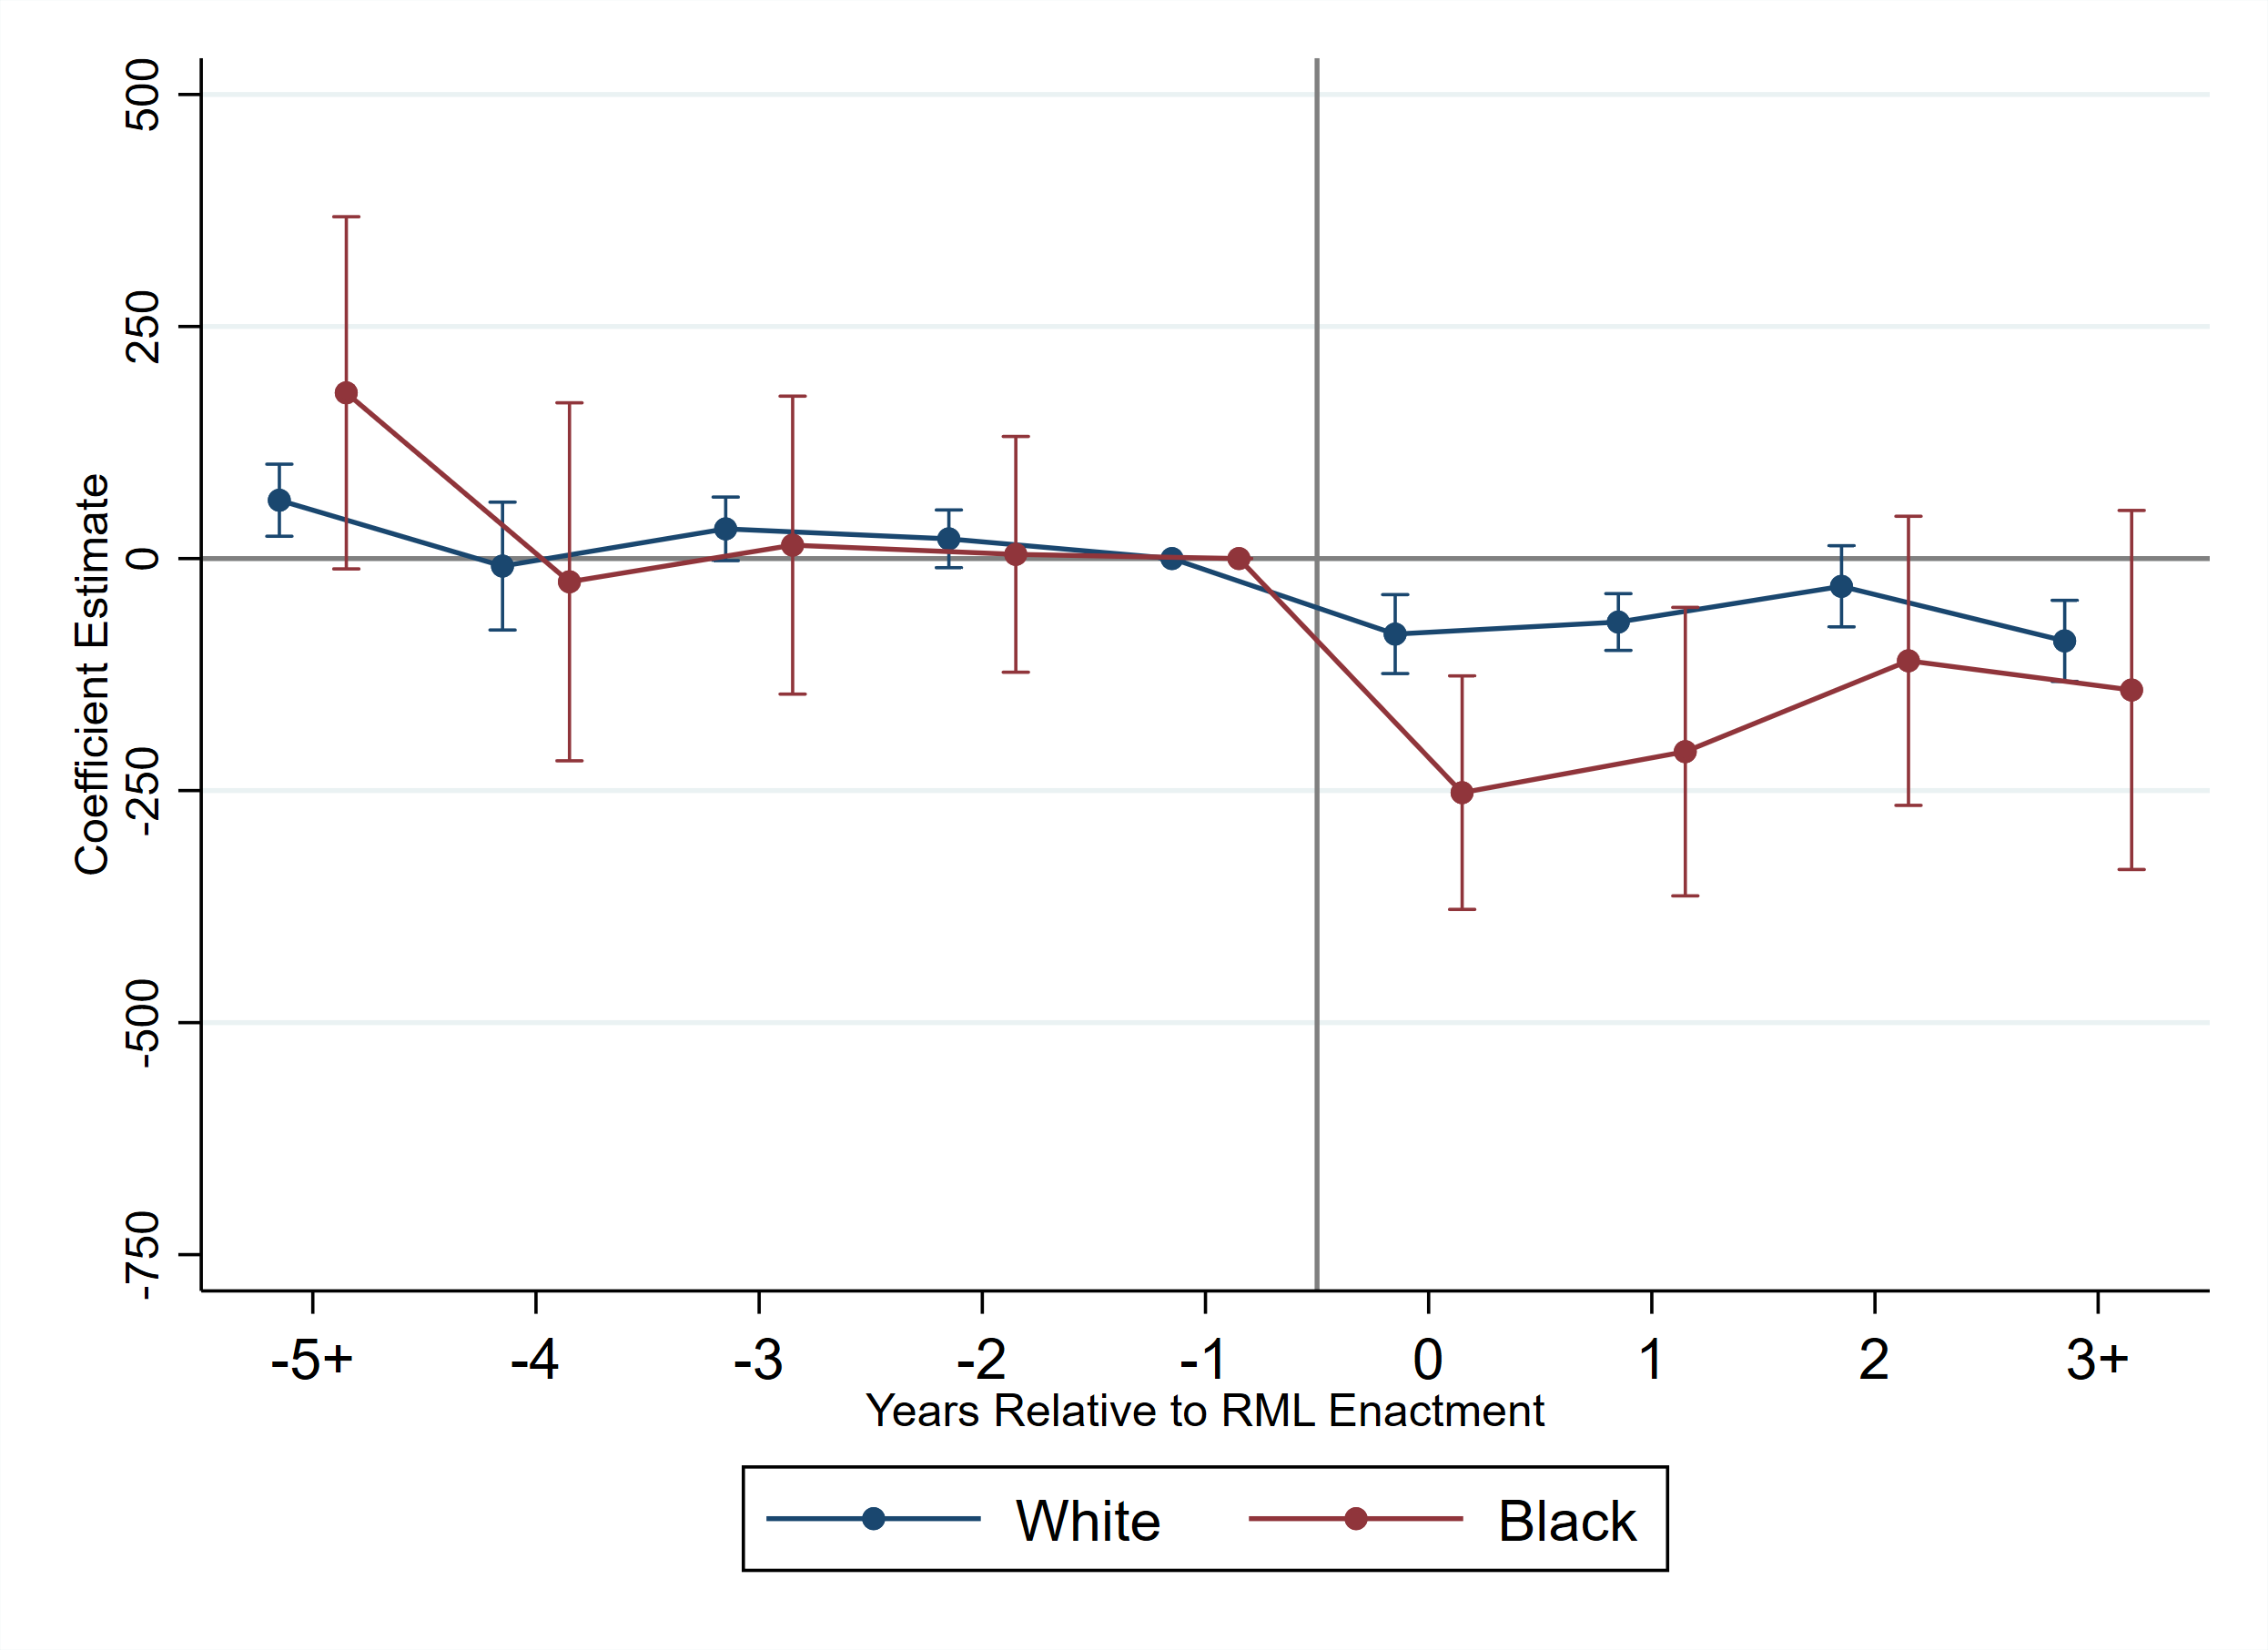 500
250
0
-250
-500
-750
Coefficient Estimate
-5+ -4 -3 -2 -1 0 1 2 3+
Years Relative to RML Enactment
White Black